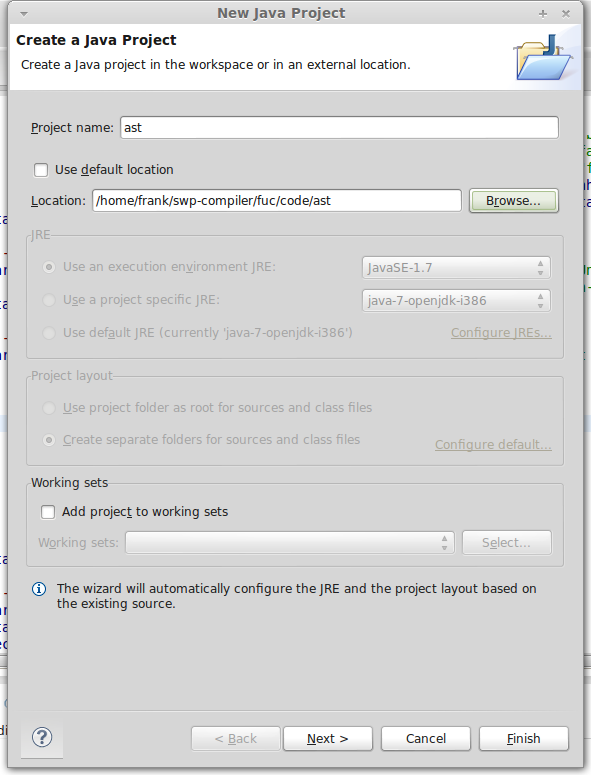 New Java Project
Create a Java Project
Create a Java project in the workspace or in an external location.
Project name: ast
Use default location
Location: /home/frank/swp-compiler/fuc/code/ast Browse...
JRE
Use an execution environment JRE: JavaSE-1.7
Use a project specific JRE: java-7-openjdk-i386
Use default JRE (currently 'java-7-openjdk-i386') Configure JREs...
Project layout
Use project folder as root for sources and class files
Create separate folders for sources and class files Configure default...
Working sets
Add project to working sets
Working sets: Select...
The wizard will automatically configure the JRE and the project layout based on
the existing source.
? < Back Next > Cancel Finish